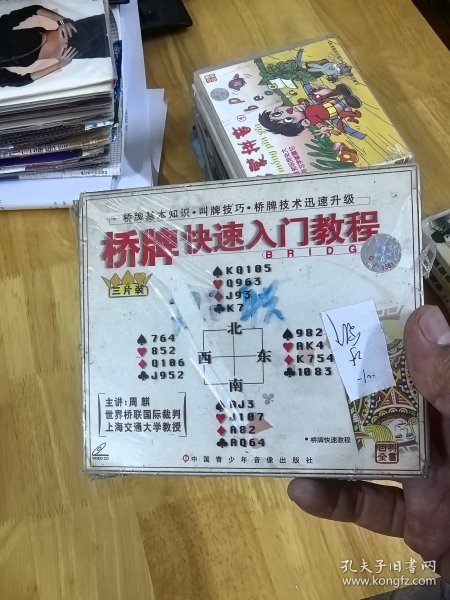 桥牌基本知识·叫牌技巧·桥牌技术迅速升级
桥牌快速入门教程
BRIDG
三片装
♠KQ105
♥Q963
♦J93
♣K7
北
♠764
♥852
♦Q106
♣J952
西 东
♠982
♥AK4
♦K754
♣1083
南
♠AJ3
♥J107
♦A82
♣AQ64
主讲:周麒
世界桥联国际裁判
上海交通大学教授
·桥牌快速教程
VIDEO CD
中国青少年音像出版社
孔夫子旧书网
www.kongfz.com